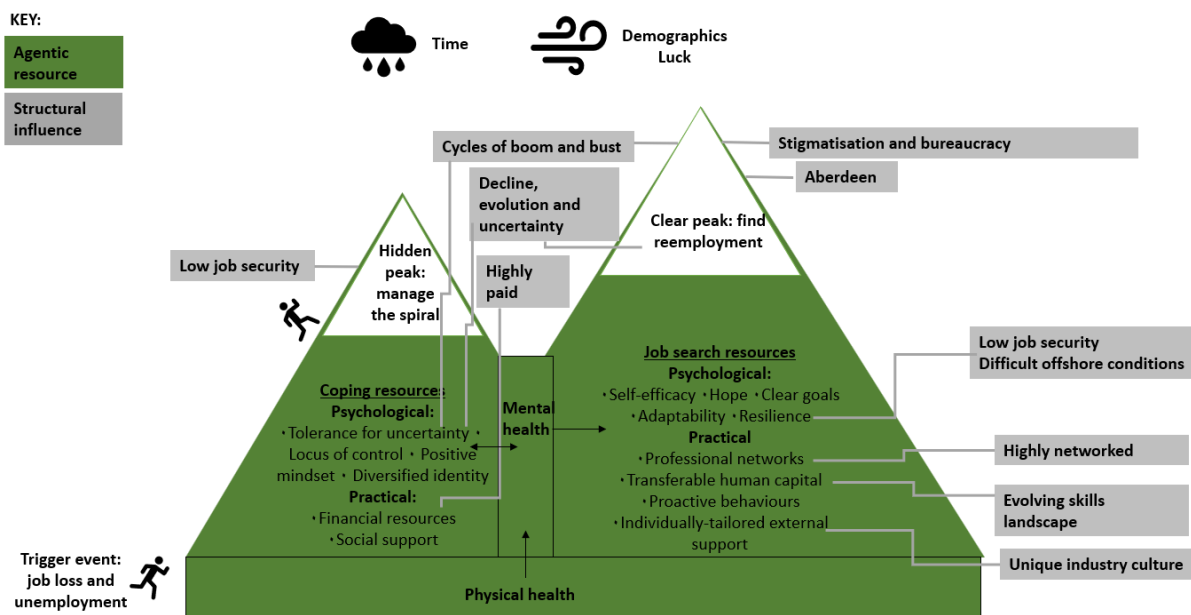 KEY:
Agentic
resource
Structural
influence
Time
Demographics
Luck
Cycles of boom and bust
Stigmatisation and bureaucracy
Decline,
evolution and
uncertainty
Aberdeen
Clear peak: find
reemployment
Low job security
Hidden
peak:
manage
the spiral
Highly
paid
Low job security
Difficult offshore conditions
Coping resources
Psychological:
·Tolerance for uncertainty ·
Locus of control · Positive
mindset · Diversified identity
Practical:
·Financial resources
·Social support
Mental
health
Job search resources
Psychological:
·Self-efficacy ·Hope ·Clear goals
·Adaptability ·Resilience
Practical
·Professional networks
·Transferable human capital
·Proactive behaviours
·Individually-tailored external
support
Highly networked
Evolving skills
landscape
Unique industry culture
Trigger event:
job loss and
unemployment
Physical health